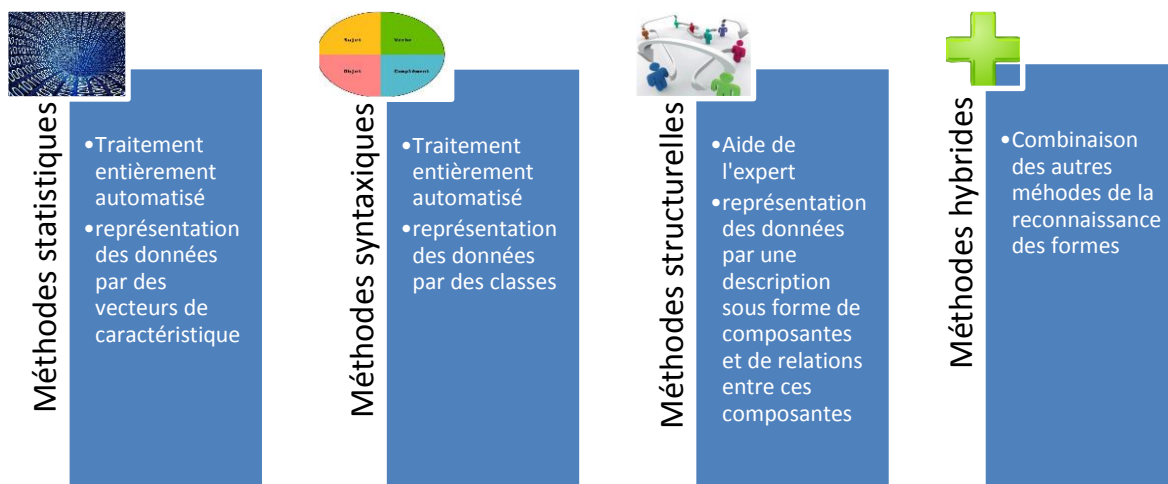 Méthodes statistiques
•Traitement
entièrement
automatisé
•représentation
des données
par des
vecteurs de
caractéristique
Sujet
Verbe
Objet
Complément
Méthodes syntaxiques
•Traitement
entièrement
automatisé
•représentation
des données
par des classes
Méthodes structurelles
•Aide de
l'expert
•représentation
des données
par une
description
sous forme de
composantes
et de relations
entre ces
composantes
Méthodes hybrides
•Combinaison
des autres
méhodes de la
reconnaissance
des formes